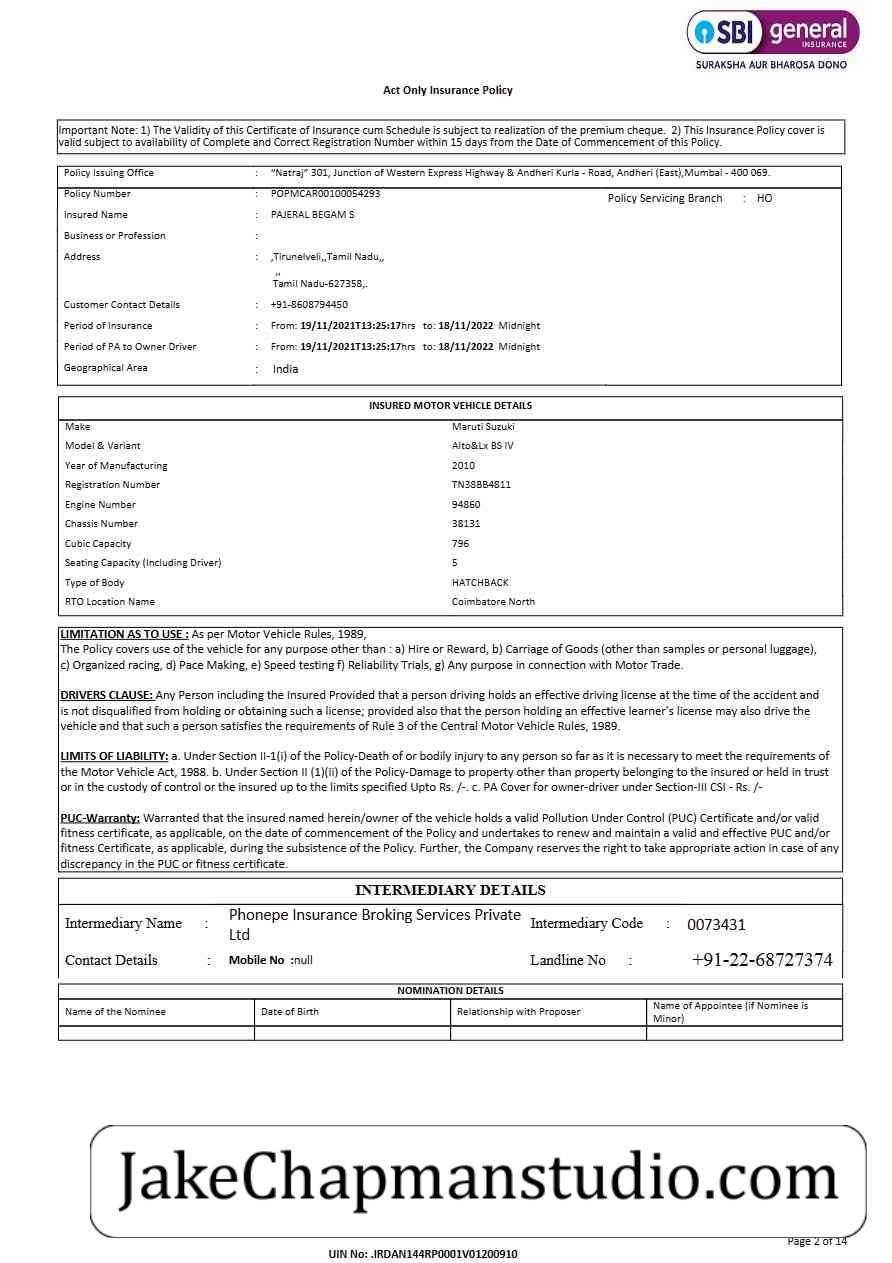 SBI general
INSURANCE
SURAKSHA AUR BHAROSA DONO
Act Only Insurance Policy
Important Note: 1) The Validity of this Certificate of Insurance cum Schedule is subject to realization of the premium cheque. 2) This Insurance Policy cover is
valid subject to availability of Complete and Correct Registration Number within 15 days from the Date of Commencement of this Policy.
Policy Issuing Office : "Natraj" 301, Junction of Western Express Highway & Andheri Kurla - Road, Andheri (East),Mumbai - 400 069.
Policy Number : POPMCAR00100054293 Policy Servicing Branch : HO
Insured Name : PAJERAL BEGAM S
Business or Profession :
Address : ,Tirunelveli,,Tamil Nadu,,
,,
Tamil Nadu-627358,.
Customer Contact Details : +91-8608794450
Period of Insurance : From: 19/11/2021T13:25:17hrs to: 18/11/2022 Midnight
Period of PA to Owner Driver : From: 19/11/2021T13:25:17hrs to: 18/11/2022 Midnight
Geographical Area : India
INSURED MOTOR VEHICLE DETAILS
Make Maruti Suzuki
Model & Variant Alto&Lx BS IV
Year of Manufacturing 2010
Registration Number TN38BB4811
Engine Number 94860
Chassis Number 38131
Cubic Capacity 796
Seating Capacity (Including Driver) 5
Type of Body HATCHBACK
RTO Location Name Coimbatore North
LIMITATION AS TO USE : As per Motor Vehicle Rules, 1989,
The Policy covers use of the vehicle for any purpose other than : a) Hire or Reward, b) Carriage of Goods (other than samples or personal luggage),
c) Organized racing, d) Pace Making, e) Speed testing f) Reliability Trials, g) Any purpose in connection with Motor Trade.
DRIVERS CLAUSE: Any Person including the Insured Provided that a person driving holds an effective driving license at the time of the accident and
is not disqualified from holding or obtaining such a license; provided also that the person holding an effective learner's license may also drive the
vehicle and that such a person satisfies the requirements of Rule 3 of the Central Motor Vehicle Rules, 1989.
LIMITS OF LIABILITY: a. Under Section II-1(i) of the Policy-Death of or bodily injury to any person so far as it is necessary to meet the requirements of
the Motor Vehicle Act, 1988. b. Under Section II (1)(ii) of the Policy-Damage to property other than property belonging to the insured or held in trust
or in the custody of control or the insured up to the limits specified Upto Rs. /-. c. PA Cover for owner-driver under Section-III CSI - Rs. /-
PUC-Warranty: Warranted that the insured named herein/owner of the vehicle holds a valid Pollution Under Control (PUC) Certificate and/or valid
fitness certificate, as applicable, on the date of commencement of the Policy and undertakes to renew and maintain a valid and effective PUC and/or
fitness Certificate, as applicable, during the subsistence of the Policy. Further, the Company reserves the right to take appropriate action in case of any
discrepancy in the PUC or fitness certificate.
INTERMEDIARY DETAILS
Intermediary Name : Phonepe Insurance Broking Services Private Intermediary Code : 0073431
Ltd
Contact Details : Mobile No :null Landline No : +91-22-68727374
NOMINATION DETAILS
Name of the Nominee Date of Birth Relationship with Proposer Name of Appointee (if Nominee is
Minor)
JakeChapmanstudio.com
Page 2 of 14
UIN No: .IRDAN144RP0001V01200910